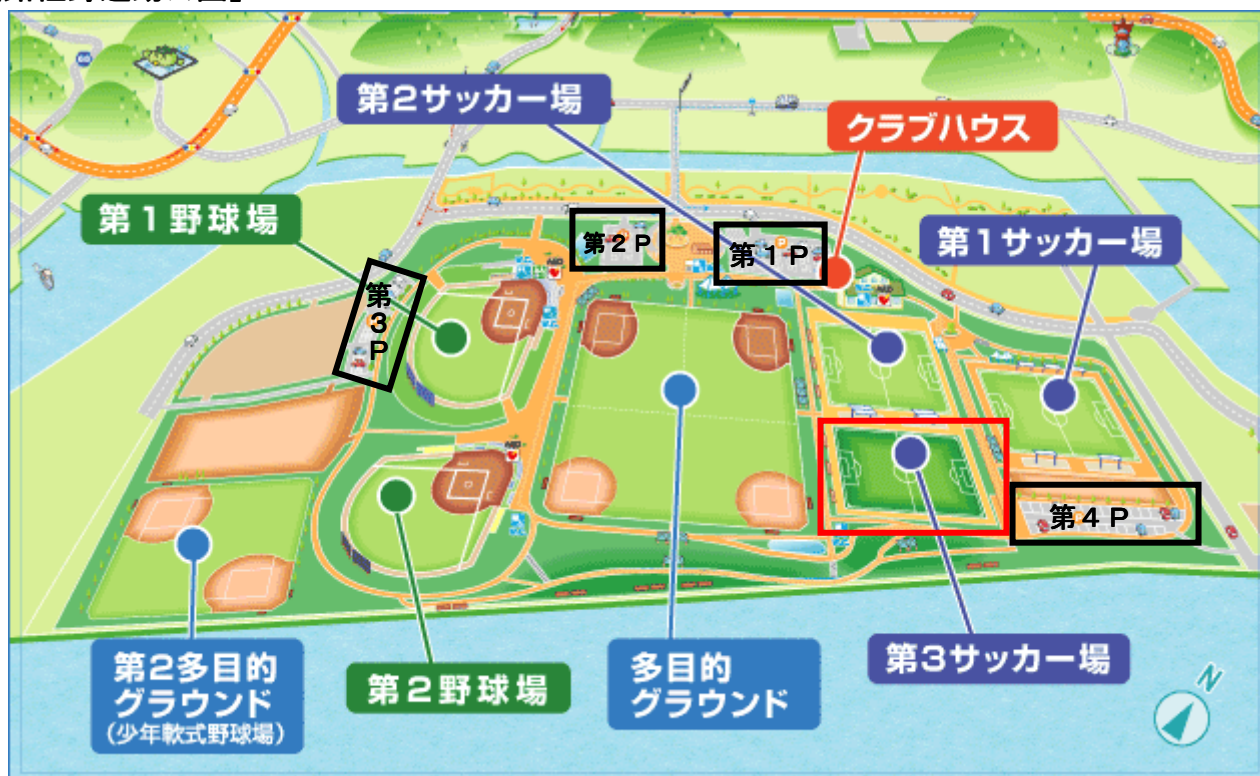 第2サッカー場
クラブハウス
第1野球場
第２Ｐ
第１Ｐ
P
第1サッカー場
第３Ｐ
第４Ｐ
第2多目的
グラウンド
(少年軟式野球場)
第2野球場
多目的
グラウンド
第3サッカー場
N